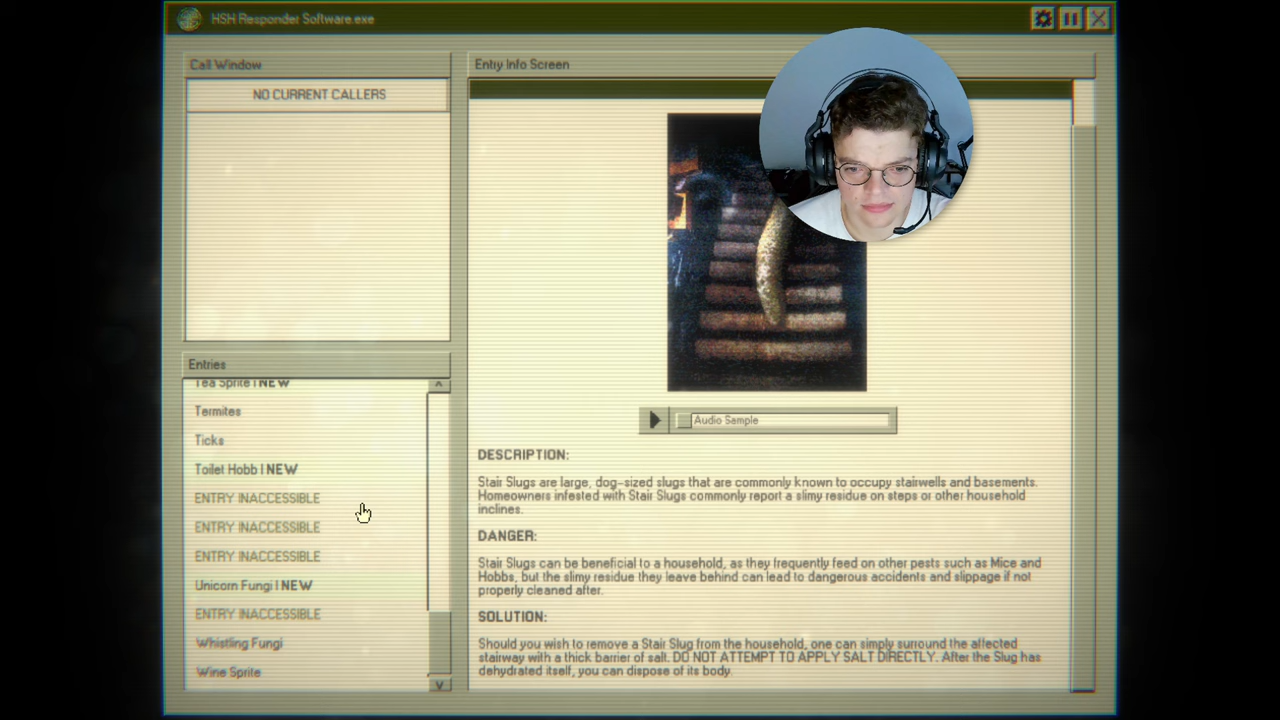 HSH Responder Software.exe
Call Window
NO CURRENT CALLERS
Entries
Tea Sprite | NEW
Termites
Ticks
Toilet Hobb | NEW
ENTRY INACCESSIBLE
ENTRY INACCESSIBLE
ENTRY INACCESSIBLE
Unicorn Fungi | NEW
ENTRY INACCESSIBLE
Whistling Fungi
Wine Sprite
Entry Info Screen
Audio Sample
DESCRIPTION:
Stair Slugs are large, dog-sized slugs that are commonly known to occupy stairwells and basements.
Homeowners infested with Stair Slugs commonly report a slimy residue on steps or other household
inclines.
DANGER:
Stair Slugs can be beneficial to a household, as they frequently feed on other pests such as Mice and
Hobbs, but the slimy residue they leave behind can lead to dangerous accidents and slippage if not
properly cleaned after.
SOLUTION:
Should you wish to remove a Stair Slug from the household, one can simply surround the affected
stairway with a thick barrier of salt. DO NOT ATTEMPT TO APPLY SALT DIRECTLY. After the Slug has
dehydrated itself, you can dispose of its body.